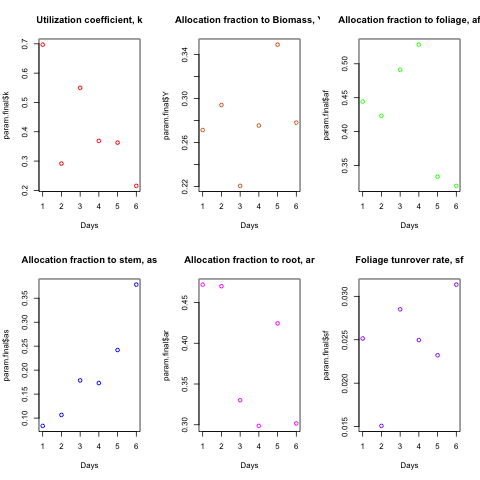 Utilization coefficient, k
param.final$k
0.2 0.3 0.4 0.5 0.6 0.7
1 2 3 4 5 6
Days
Allocation fraction to Biomass,
param.final$Y
0.22 0.26 0.30 0.34
1 2 3 4 5 6
Days
Allocation fraction to foliage, af
param.final$af
0.35 0.40 0.45 0.50
1 2 3 4 5 6
Days
Allocation fraction to stem, as
param.final$as
0.10 0.15 0.20 0.25 0.30 0.35
1 2 3 4 5 6
Days
Allocation fraction to root, ar
param.final$ar
0.30 0.35 0.40 0.45
1 2 3 4 5 6
Days
Foliage tunrover rate, sf
param.final$sf
0.015 0.020 0.025 0.030
1 2 3 4 5 6
Days